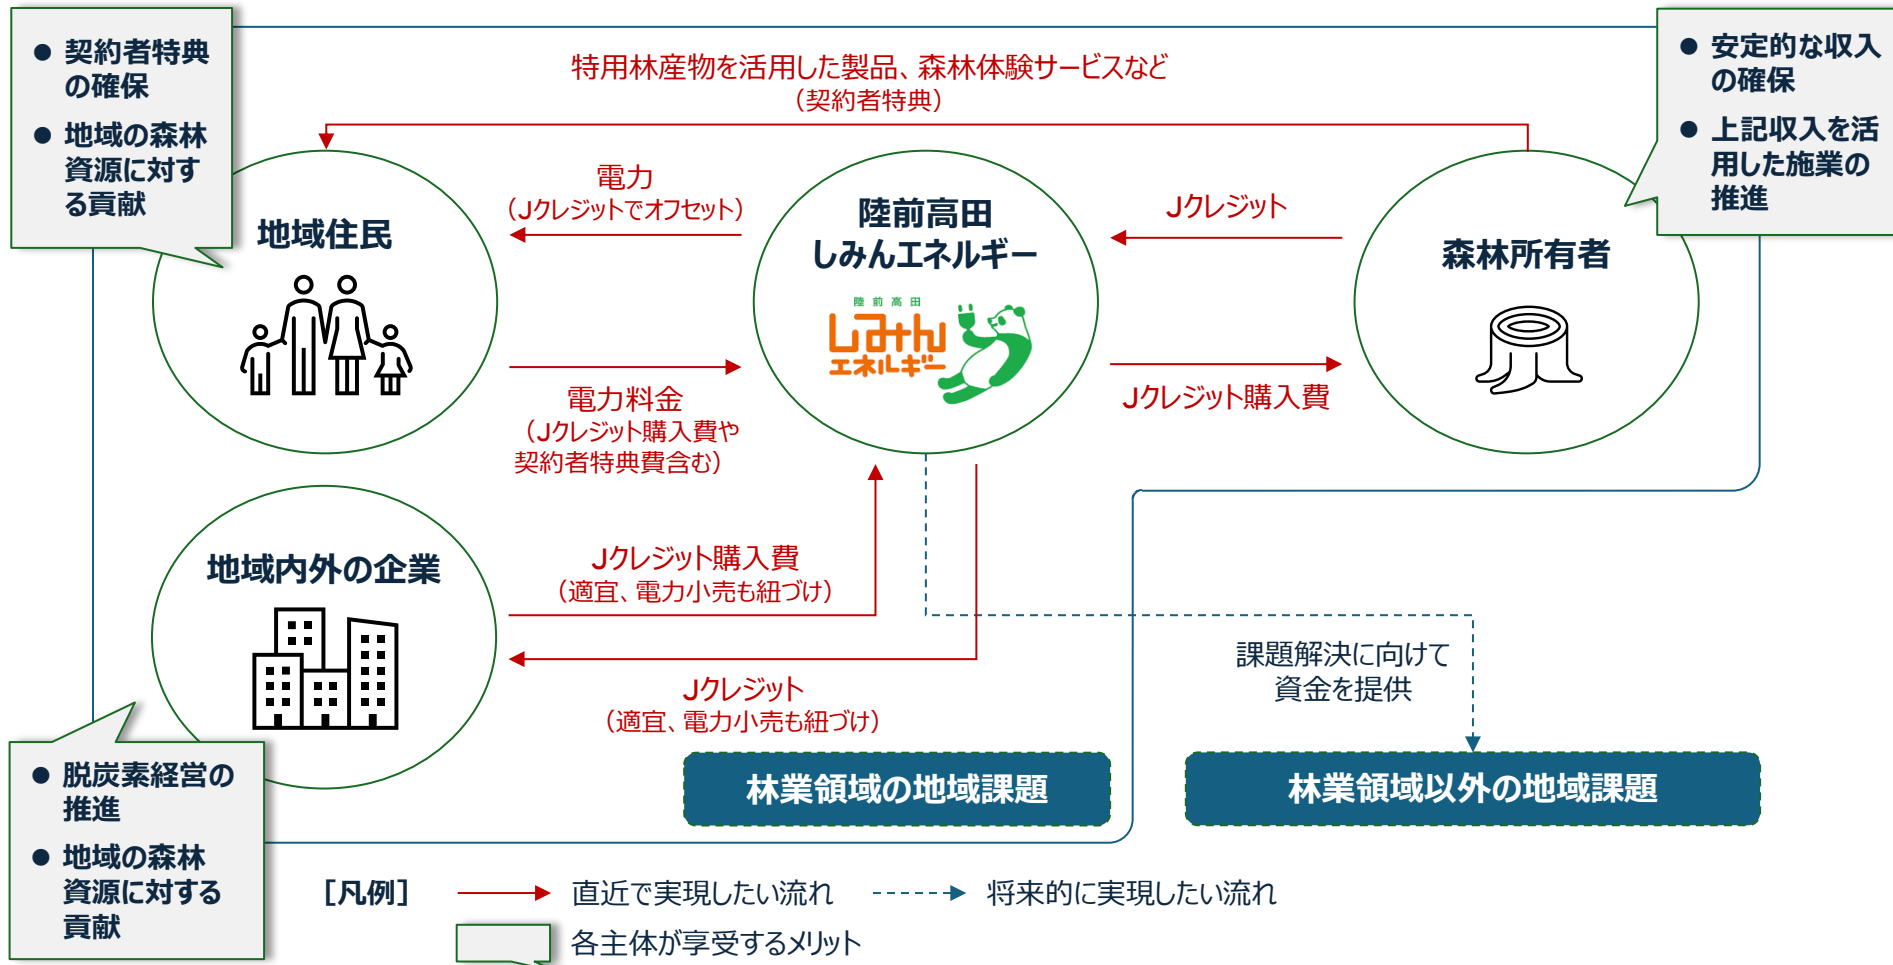 ● 契約者特典
の確保
● 地域の森林
資源に対す
る貢献
特用林産物を活用した製品、森林体験サービスなど
（契約者特典）
● 安定的な収入
の確保
● 上記収入を活
用した施業の
推進
地域住民
電力
（Jクレジットでオフセット）
陸前高田
しみんエネルギー
陸前高田
しみん
エネルギー
Jクレジット
森林所有者
電力料金
（Jクレジット購入費や
契約者特典費含む）
Jクレジット購入費
地域内外の企業
Jクレジット購入費
（適宜、電力小売も紐づけ）
Jクレジット
（適宜、電力小売も紐づけ）
課題解決に向けて
資金を提供
● 脱炭素経営の
推進
● 地域の森林
資源に対する
貢献
林業領域の地域課題
林業領域以外の地域課題
［凡例］
直近で実現したい流れ
将来的に実現したい流れ
各主体が享受するメリット